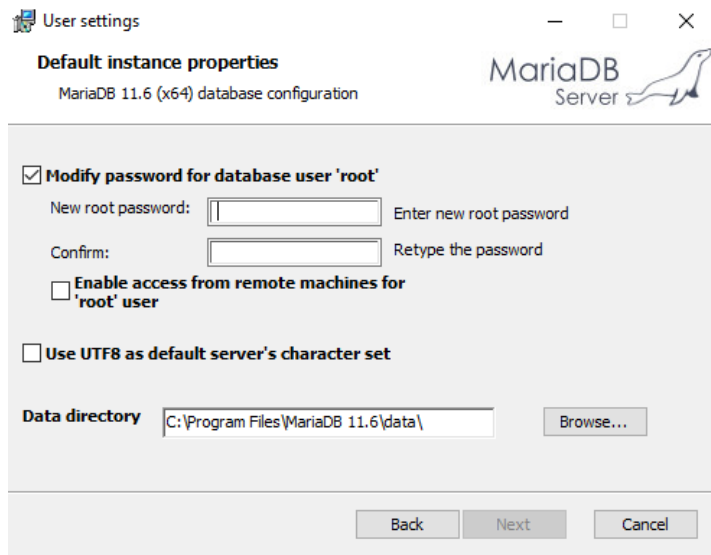 User settings
Default instance properties
MariaDB 11.6 (x64) database configuration
MariaDB
Server
Modify password for database user 'root'
New root password:
Enter new root password
Confirm:
Retype the password
Enable access from remote machines for
'root' user
Use UTF8 as default server's character set
Data directory
C:\Program Files\MariaDB 11.6\data\
Browse...
Back
Next
Cancel